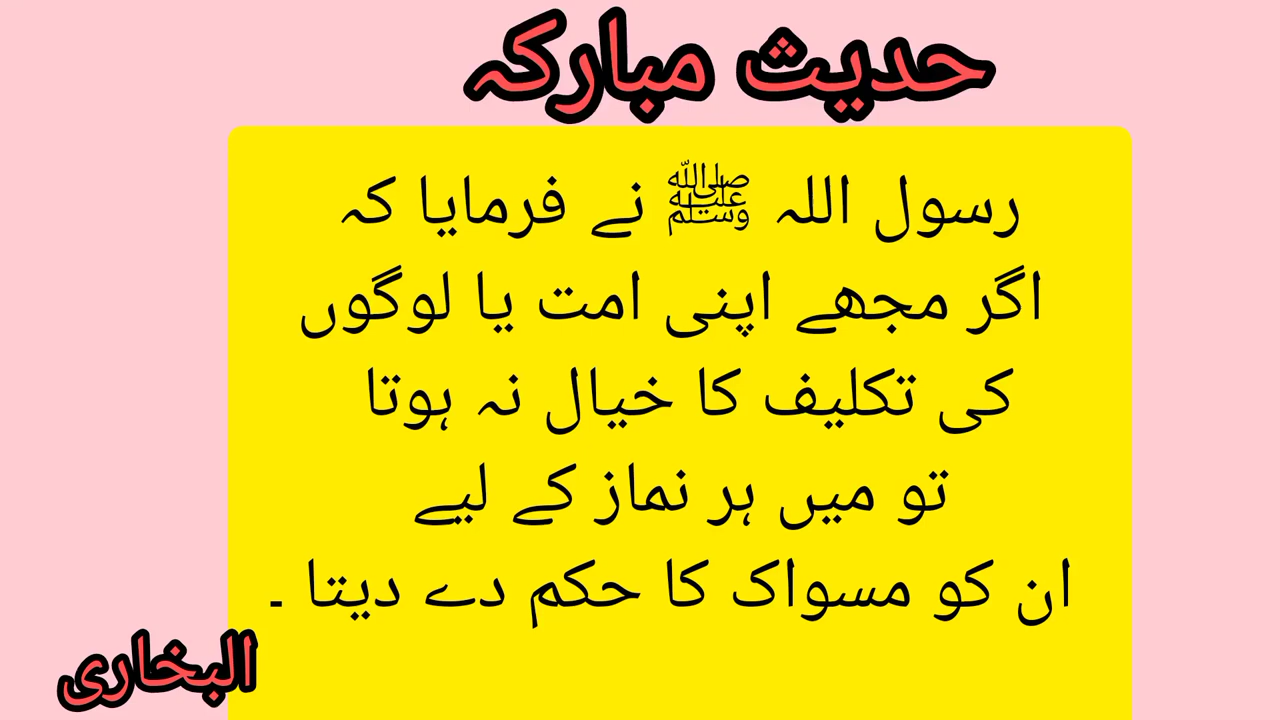 حدیث مبارکہ
رسول اللہ ﷺ نے فرمایا کہ
اگر مجھے اپنی امت یا لوگوں
کی تکلیف کا خیال نہ ہوتا
تو میں ہر نماز کے لیے
ان کو مسواک کا حکم دے دیتا ۔
البخاری